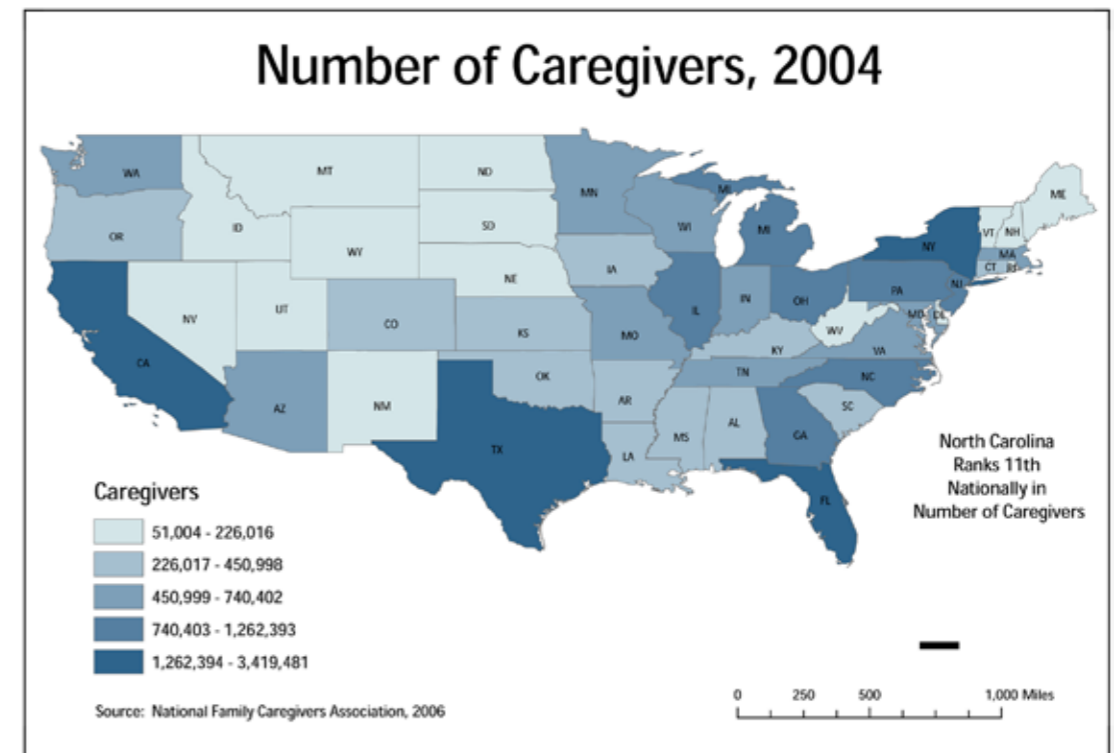 Number of Caregivers, 2004
WA
MT
ND
MN
MI
ME
OR
ID
WY
SD
WI
MI
NY
VT
NH
MA
CT
RI
NV
UT
CO
NE
KS
IA
MO
IL
IN
OH
PA
NJ
MD
DE
WV
VA
KY
CA
AZ
NM
OK
AR
TN
NC
SC
TX
LA
MS
AL
GA
FL
North Carolina
Ranks 11th
Nationally in
Number of Caregivers
Caregivers
51,004 - 226,016
226,017 - 450,998
450,999 - 740,402
740,403 - 1,262,393
1,262,394 - 3,419,481
Source: National Family Caregivers Association, 2006
0 250 500 1,000 Miles